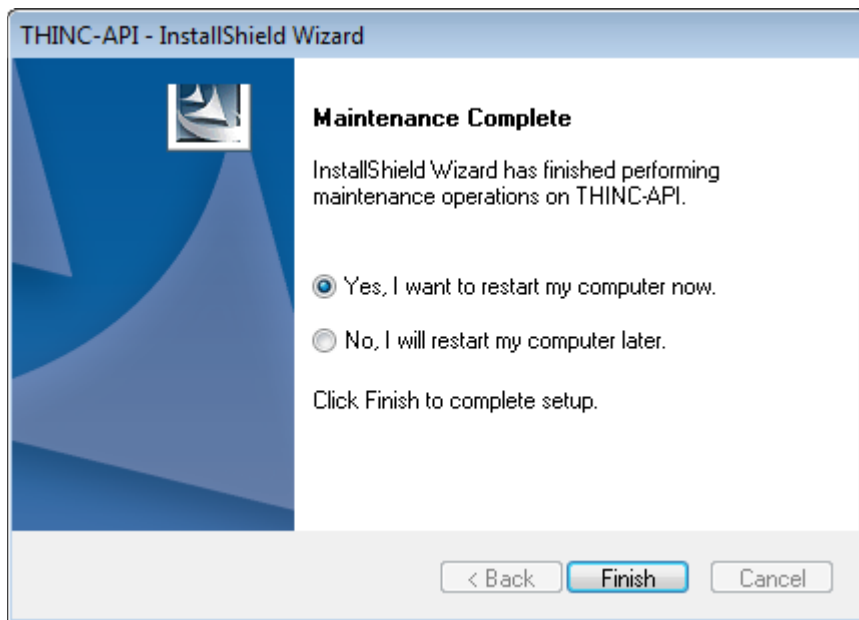 THINC-API - InstallShield Wizard
Maintenance Complete
InstallShield Wizard has finished performing
maintenance operations on THINC-API.
Yes, I want to restart my computer now.
No, I will restart my computer later.
Click Finish to complete setup.
< Back
Finish
Cancel